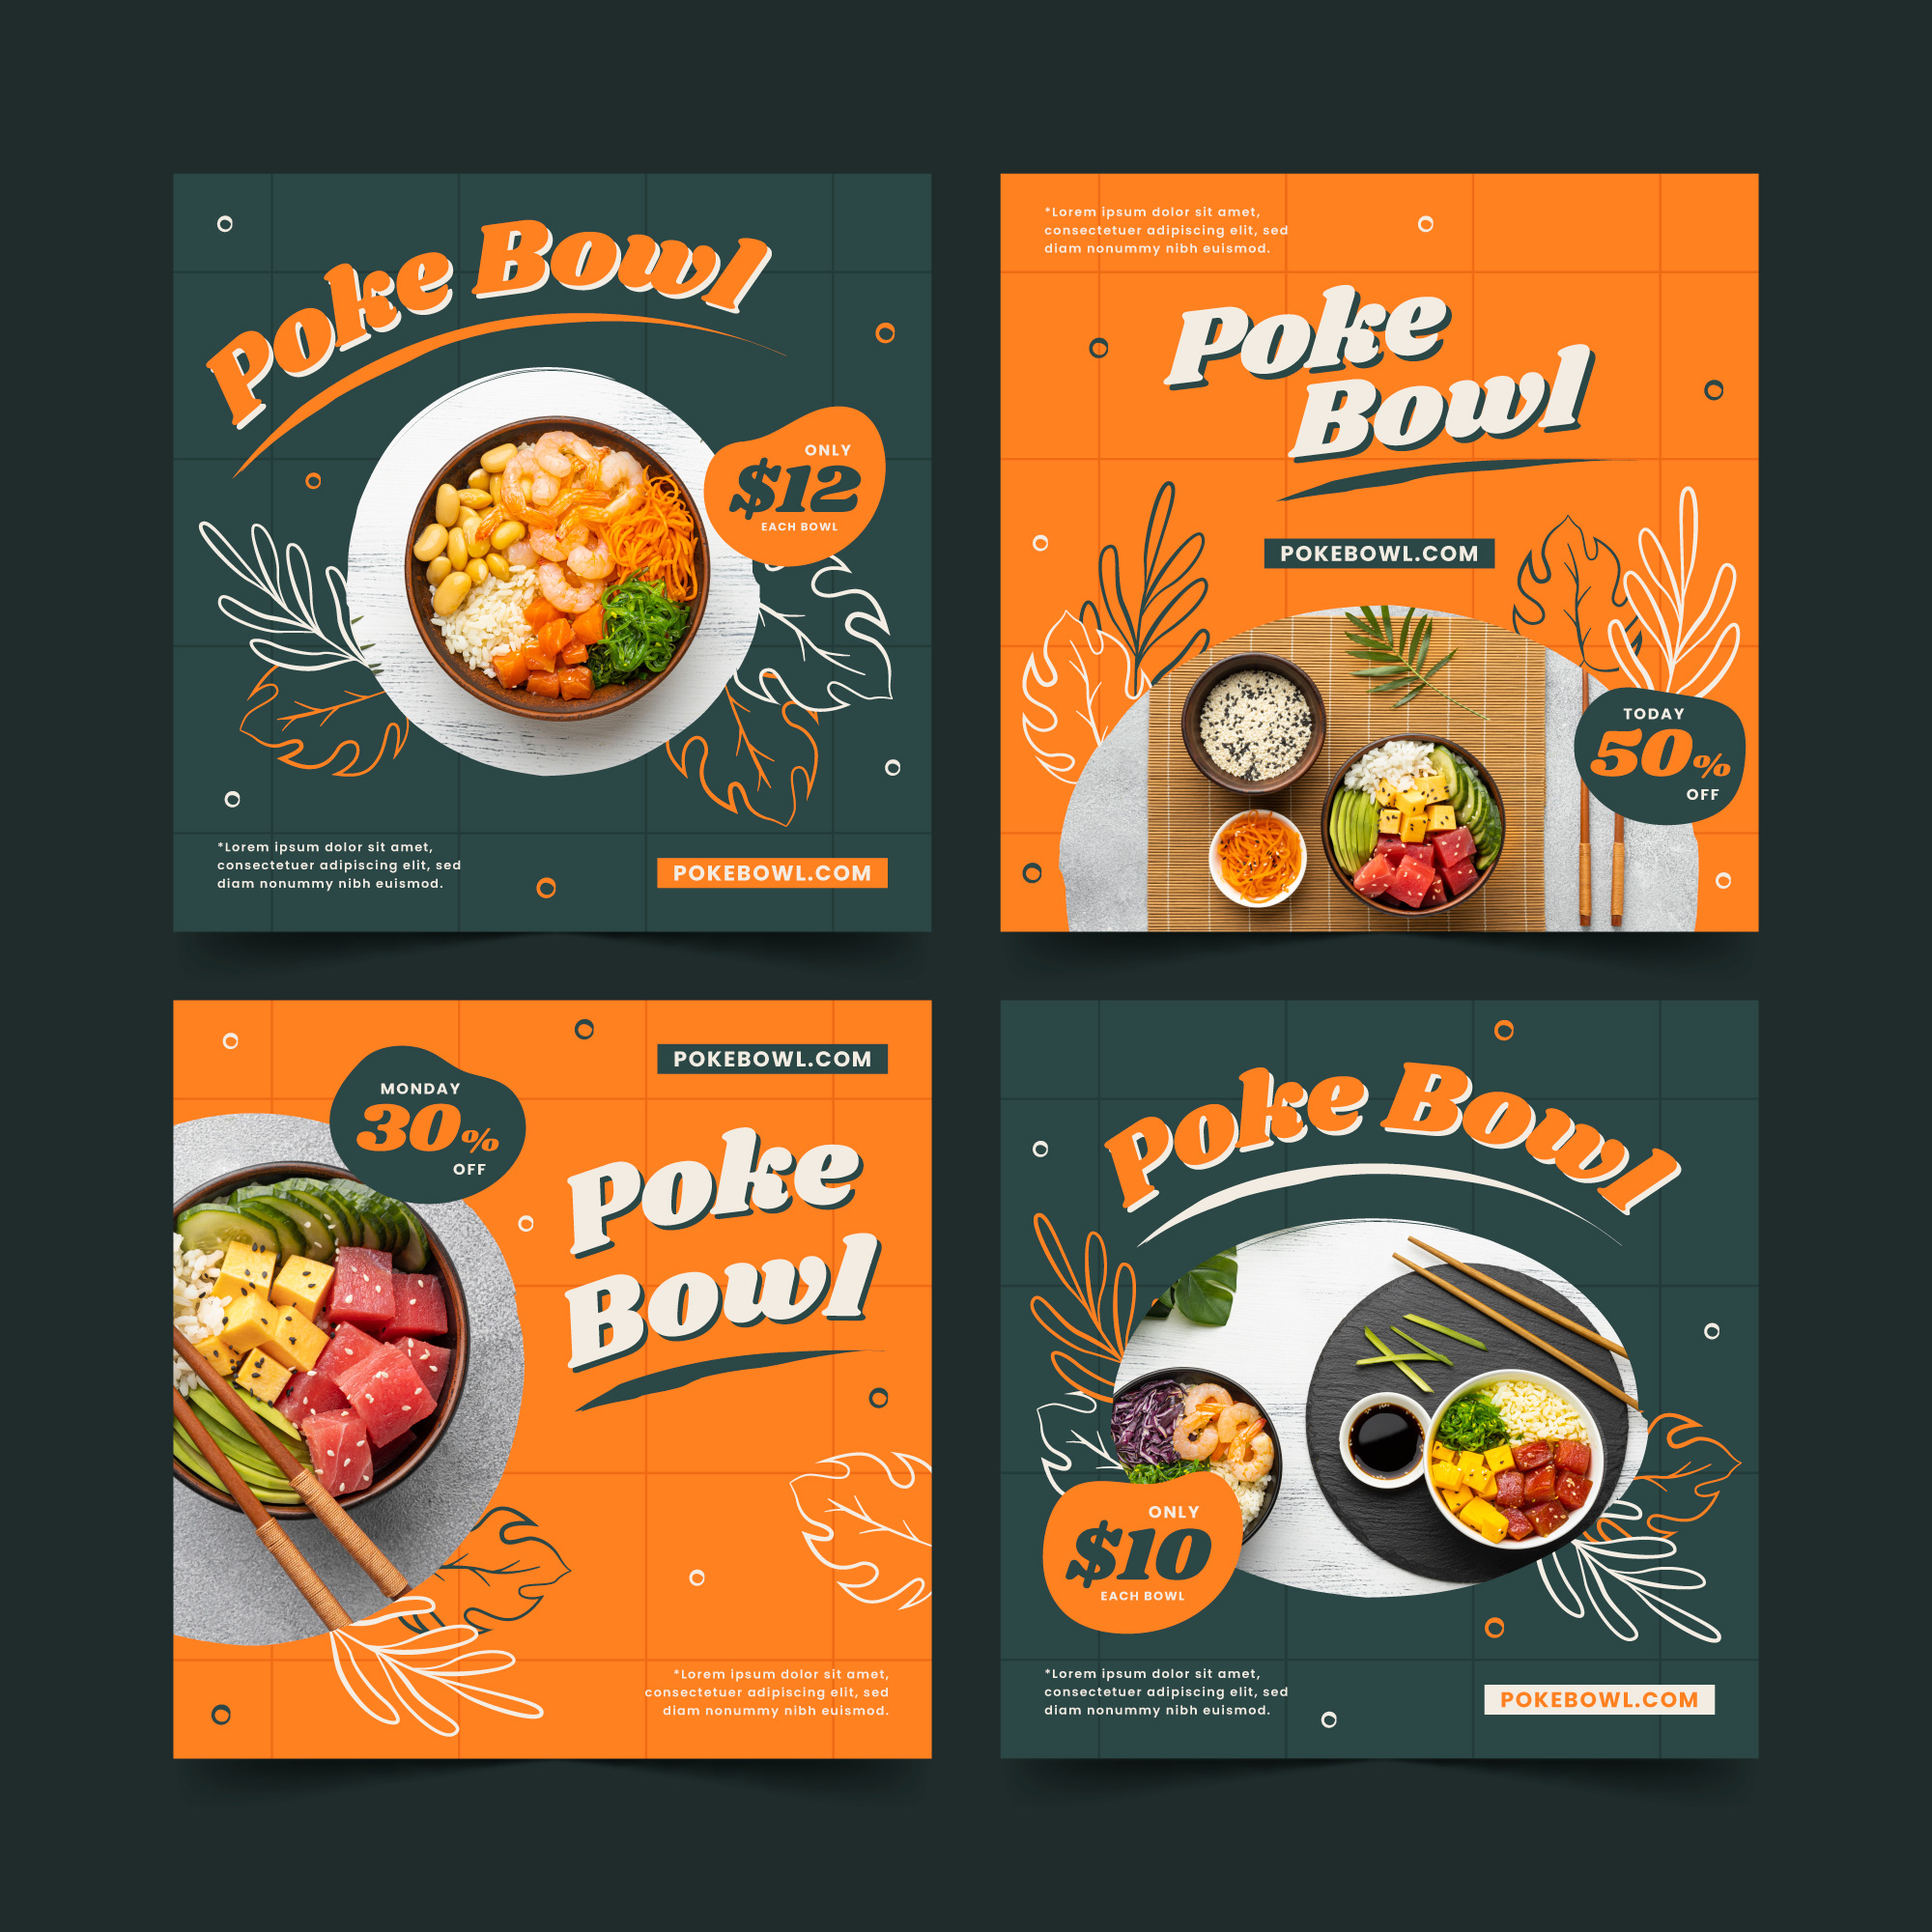 Poke Bowl
ONLY
$12
EACH BOWL
*Lorem ipsum dolor sit amet,
consectetuer adipiscing elit, sed
diam nonummy nibh euismod.
POKEBOWL.COM
*Lorem ipsum dolor sit amet,
consectetuer adipiscing elit, sed
diam nonummy nibh euismod.
Poke
Bowl
POKEBOWL.COM
TODAY
50%
OFF
POKEBOWL.COM
MONDAY
30%
OFF
Poke
Bowl
*Lorem ipsum dolor sit amet,
consectetuer adipiscing elit, sed
diam nonummy nibh euismod.
Poke Bowl
ONLY
$10
EACH BOWL
*Lorem ipsum dolor sit amet,
consectetuer adipiscing elit, sed
diam nonummy nibh euismod.
POKEBOWL.COM